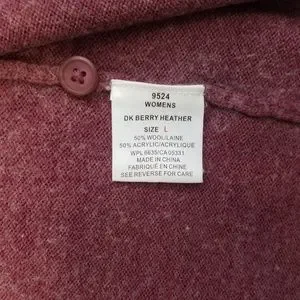 9524
WOMENS
DK BERRY HEATHER
SIZE L
50% WOOL/LAINE
50% ACRYLIC/ACRYLIQUE
WPL 6635/CA 05331
MADE IN CHINA
FABRIQUÉ EN CHINE
SEE REVERSE FOR CARE